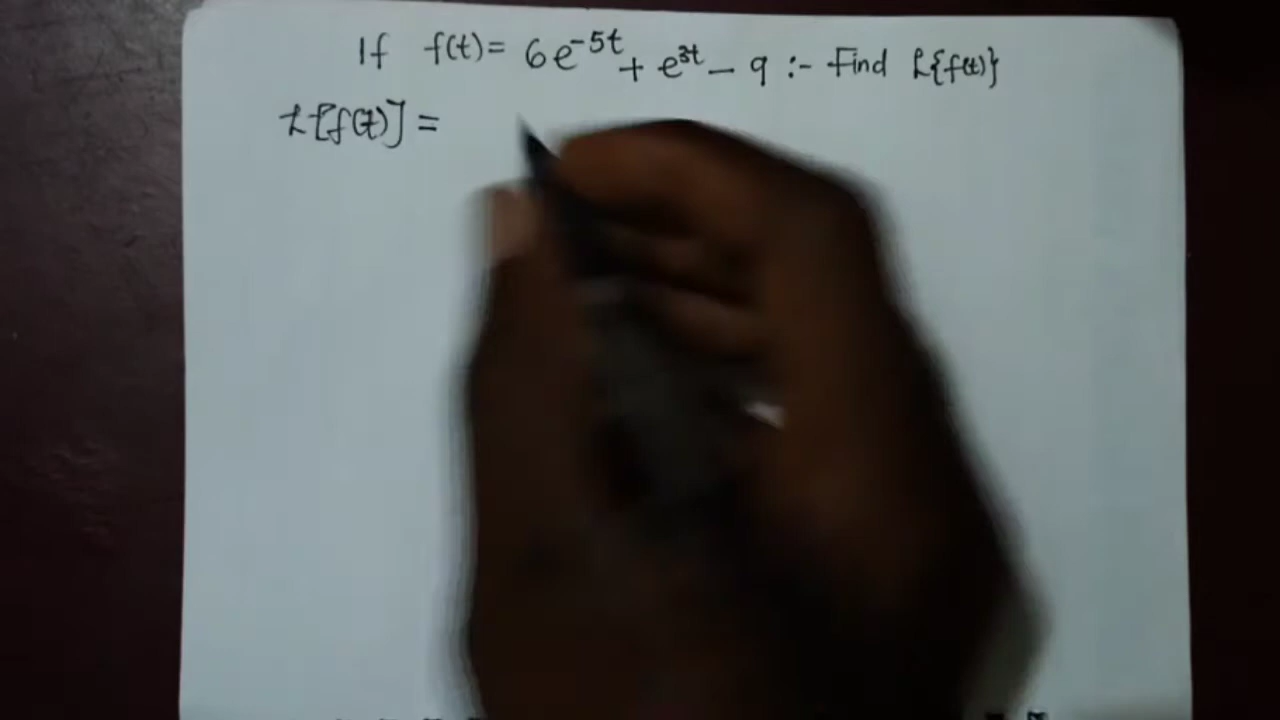 If f(t)= 6e^-5t + e^3t - 9 :- Find L{f(t)}
L[f(t)] =